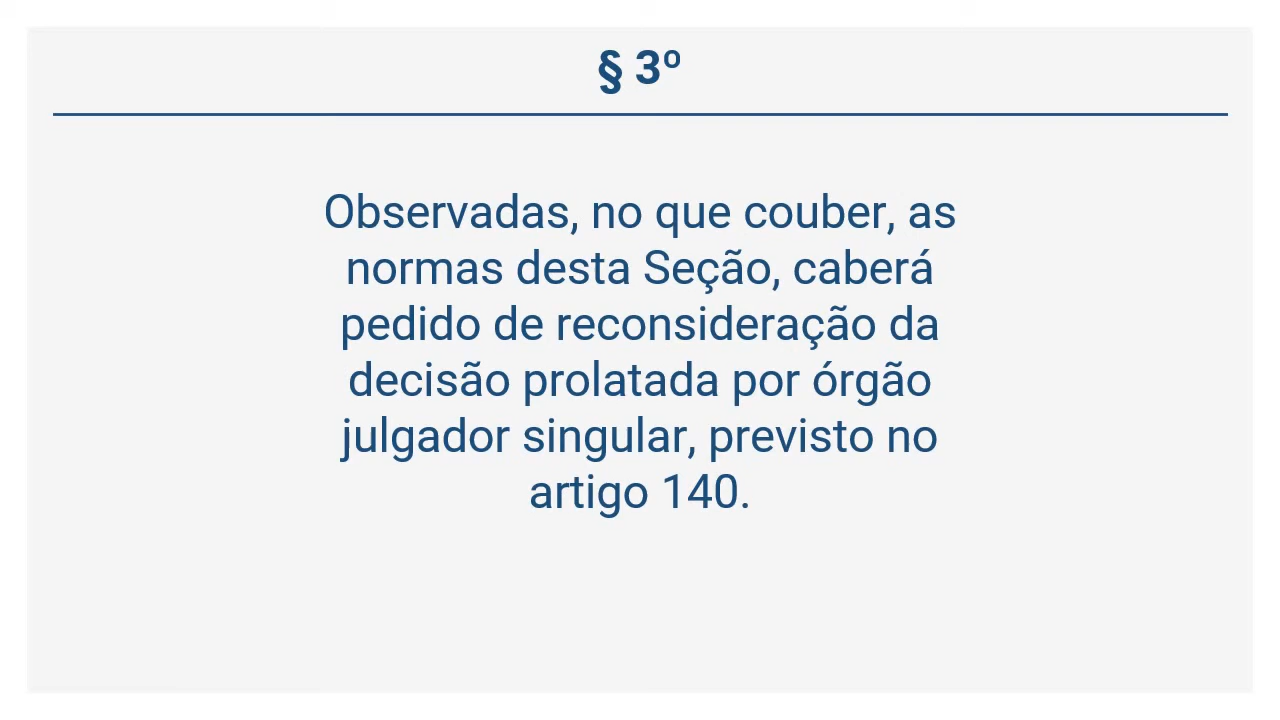 § 3º
Observadas, no que couber, as
normas desta Seção, caberá
pedido de reconsideração da
decisão prolatada por órgão
julgador singular, previsto no
artigo 140.